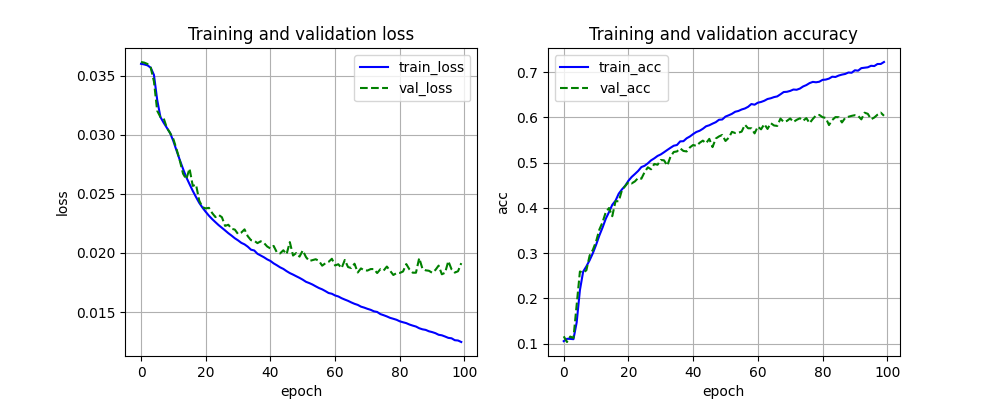 Training and validation loss
train_loss
val_loss
0.035
0.030
0.025
0.020
0.015
loss
0
20
40
60
80
100
epoch
Training and validation accuracy
train_acc
val_acc
0.7
0.6
0.5
0.4
0.3
0.2
0.1
acc
0
20
40
60
80
100
epoch